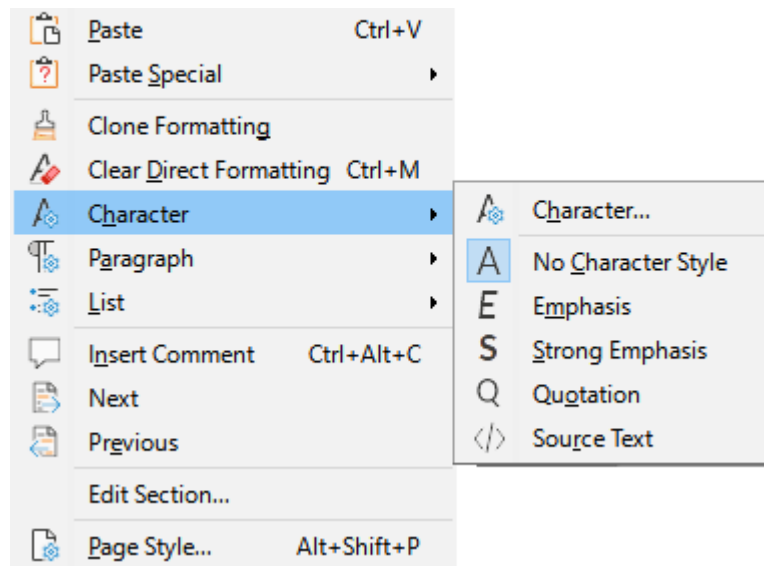 Paste Ctrl+V
Paste Special
Clone Formatting
Clear Direct Formatting Ctrl+M
Character
Paragraph
List
Insert Comment Ctrl+Alt+C
Next
Previous
Edit Section...
Page Style... Alt+Shift+P
Character...
A No Character Style
E Emphasis
S Strong Emphasis
Q Quotation
</> Source Text